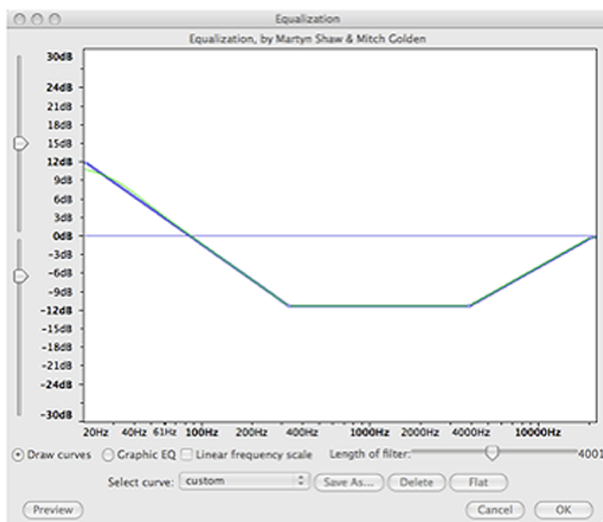 Equalization
Equalization, by Martyn Shaw & Mitch Golden
30dB
24dB
21dB
18dB
15dB
12dB
9dB
6dB
3dB
0dB
-3dB
-6dB
-9dB
-12dB
-15dB
-18dB
-21dB
-24dB
-30dB
20Hz 40Hz 61Hz 100Hz 200Hz 400Hz 1000Hz 2000Hz 4000Hz 10000Hz
Draw curves Graphic EQ Linear frequency scale Length of filter: 4001
Select curve: custom Save As... Delete Flat
Preview Cancel OK